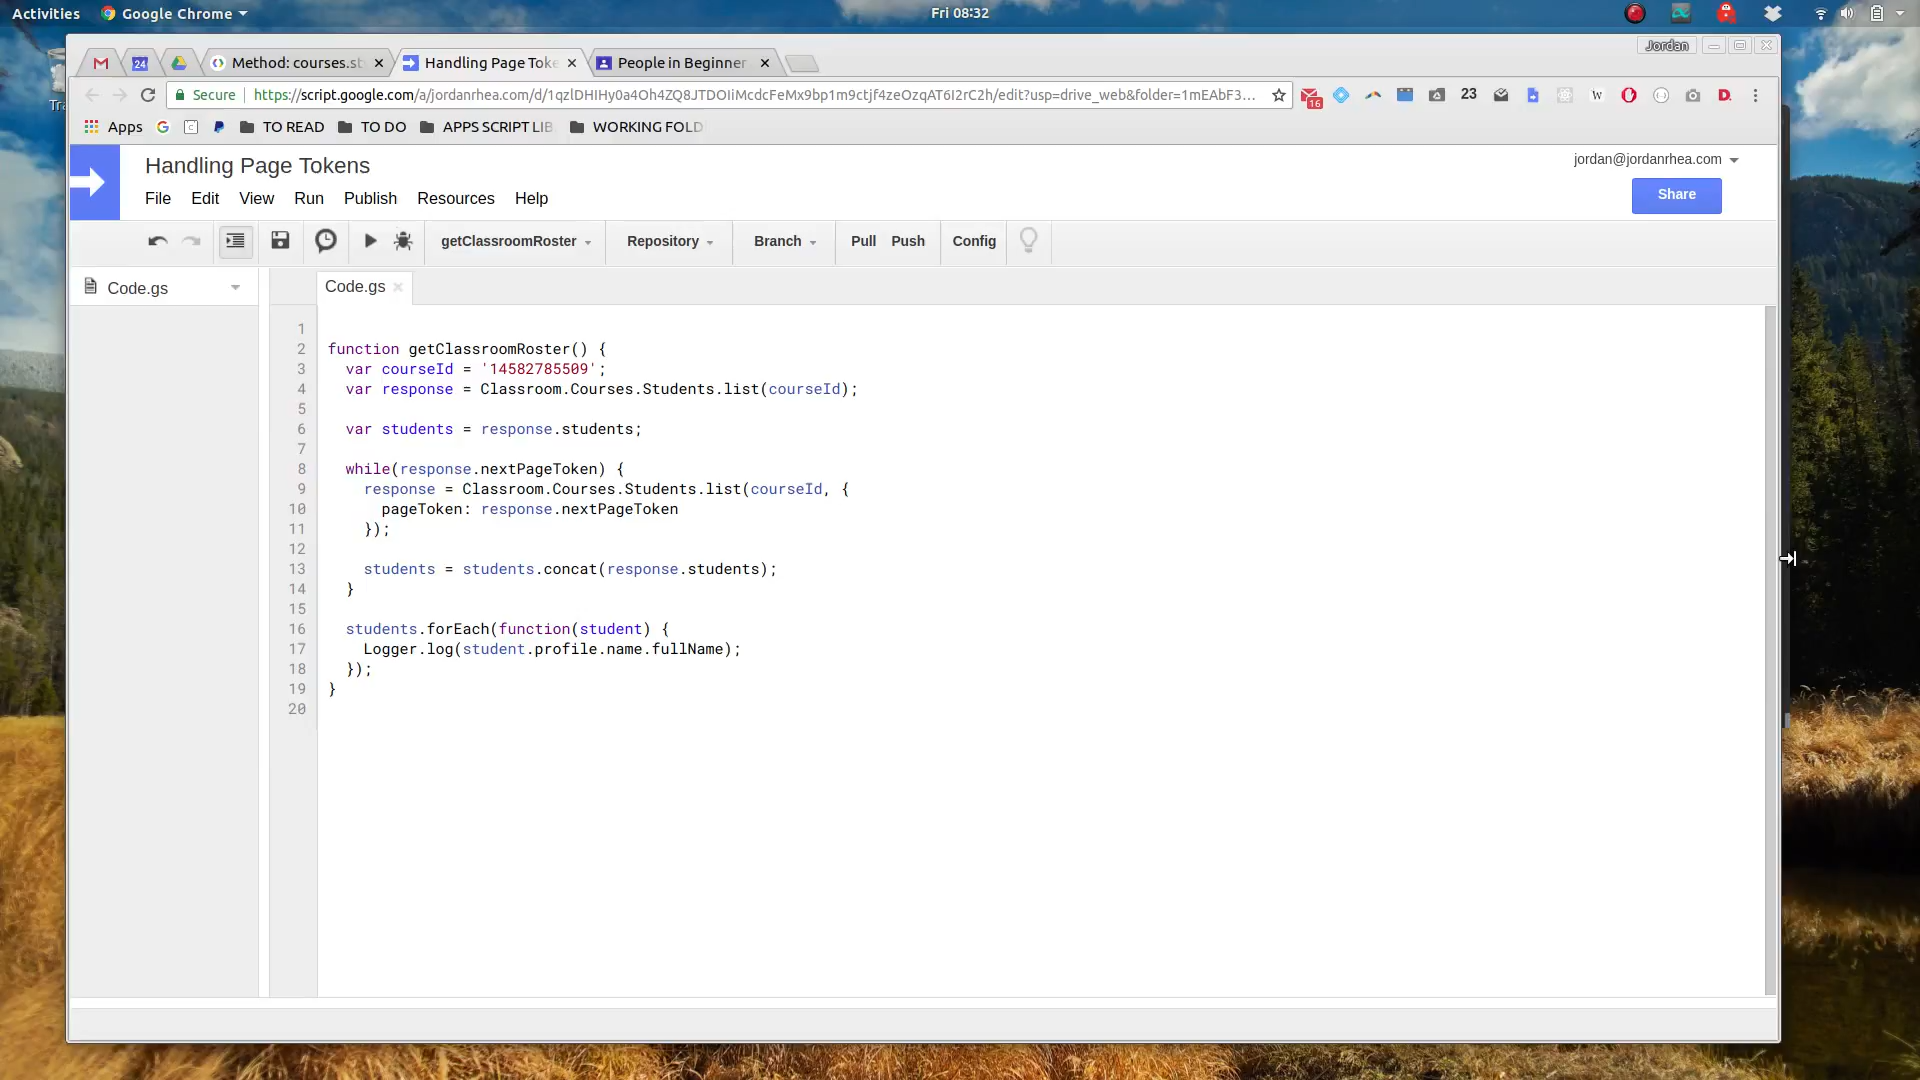 Activities Google Chrome Fri 08:32
Jordan
24 Method: courses.st Handling Page Toke People in Beginner
Secure https://script.google.com/a/jordanrhea.com/d/1qzlDHIHy0a4Oh4ZQ8JTDOIiMcdcFeMx9bp1m9ctjf4zeOzqAT6I2rC2h/edit?usp=drive_web&folder=1mEAbF3... 16 23 W D.
Apps TO READ TO DO APPS SCRIPT LIB WORKING FOLD
Handling Page Tokens jordan@jordanrhea.com
File Edit View Run Publish Resources Help Share
getClassroomRoster Repository Branch Pull Push Config
Code.gs Code.gs
1
2 function getClassroomRoster() {
3 var courseId = '14582785509';
4 var response = Classroom.Courses.Students.list(courseId);
5
6 var students = response.students;
7
8 while(response.nextPageToken) {
9 response = Classroom.Courses.Students.list(courseId, {
10 pageToken: response.nextPageToken
11 });
12
13 students = students.concat(response.students);
14 }
15
16 students.forEach(function(student) {
17 Logger.log(student.profile.name.fullName);
18 });
19 }
20